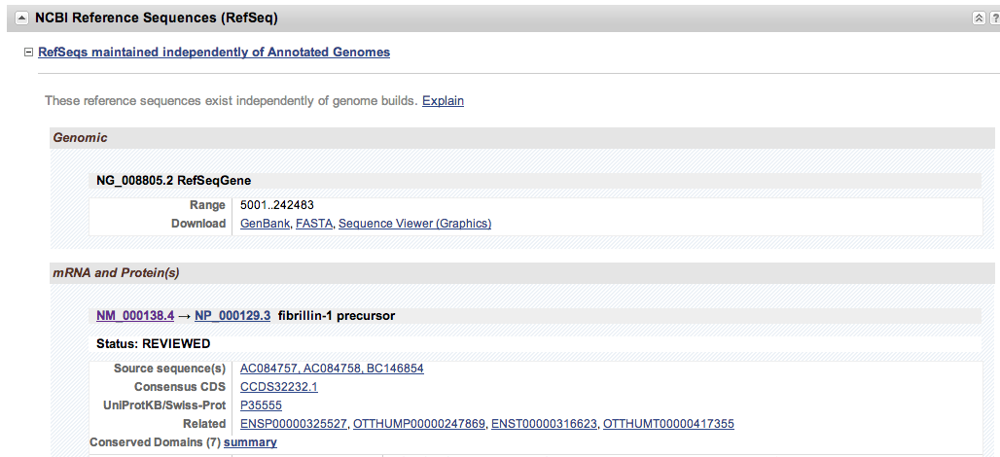 NCBI Reference Sequences (RefSeq) ?
RefSeqs maintained independently of Annotated Genomes
These reference sequences exist independently of genome builds. Explain
Genomic
NG_008805.2 RefSeqGene
Range 5001..242483
Download GenBank, FASTA, Sequence Viewer (Graphics)
mRNA and Protein(s)
NM_000138.4 → NP_000129.3 fibrillin-1 precursor
Status: REVIEWED
Source sequence(s) AC084757, AC084758, BC146854
Consensus CDS CCDS32232.1
UniProtKB/Swiss-Prot P35555
Related ENSP00000325527, OTTHUMP00000247869, ENST00000316623, OTTHUMT00000417355
Conserved Domains (7) summary